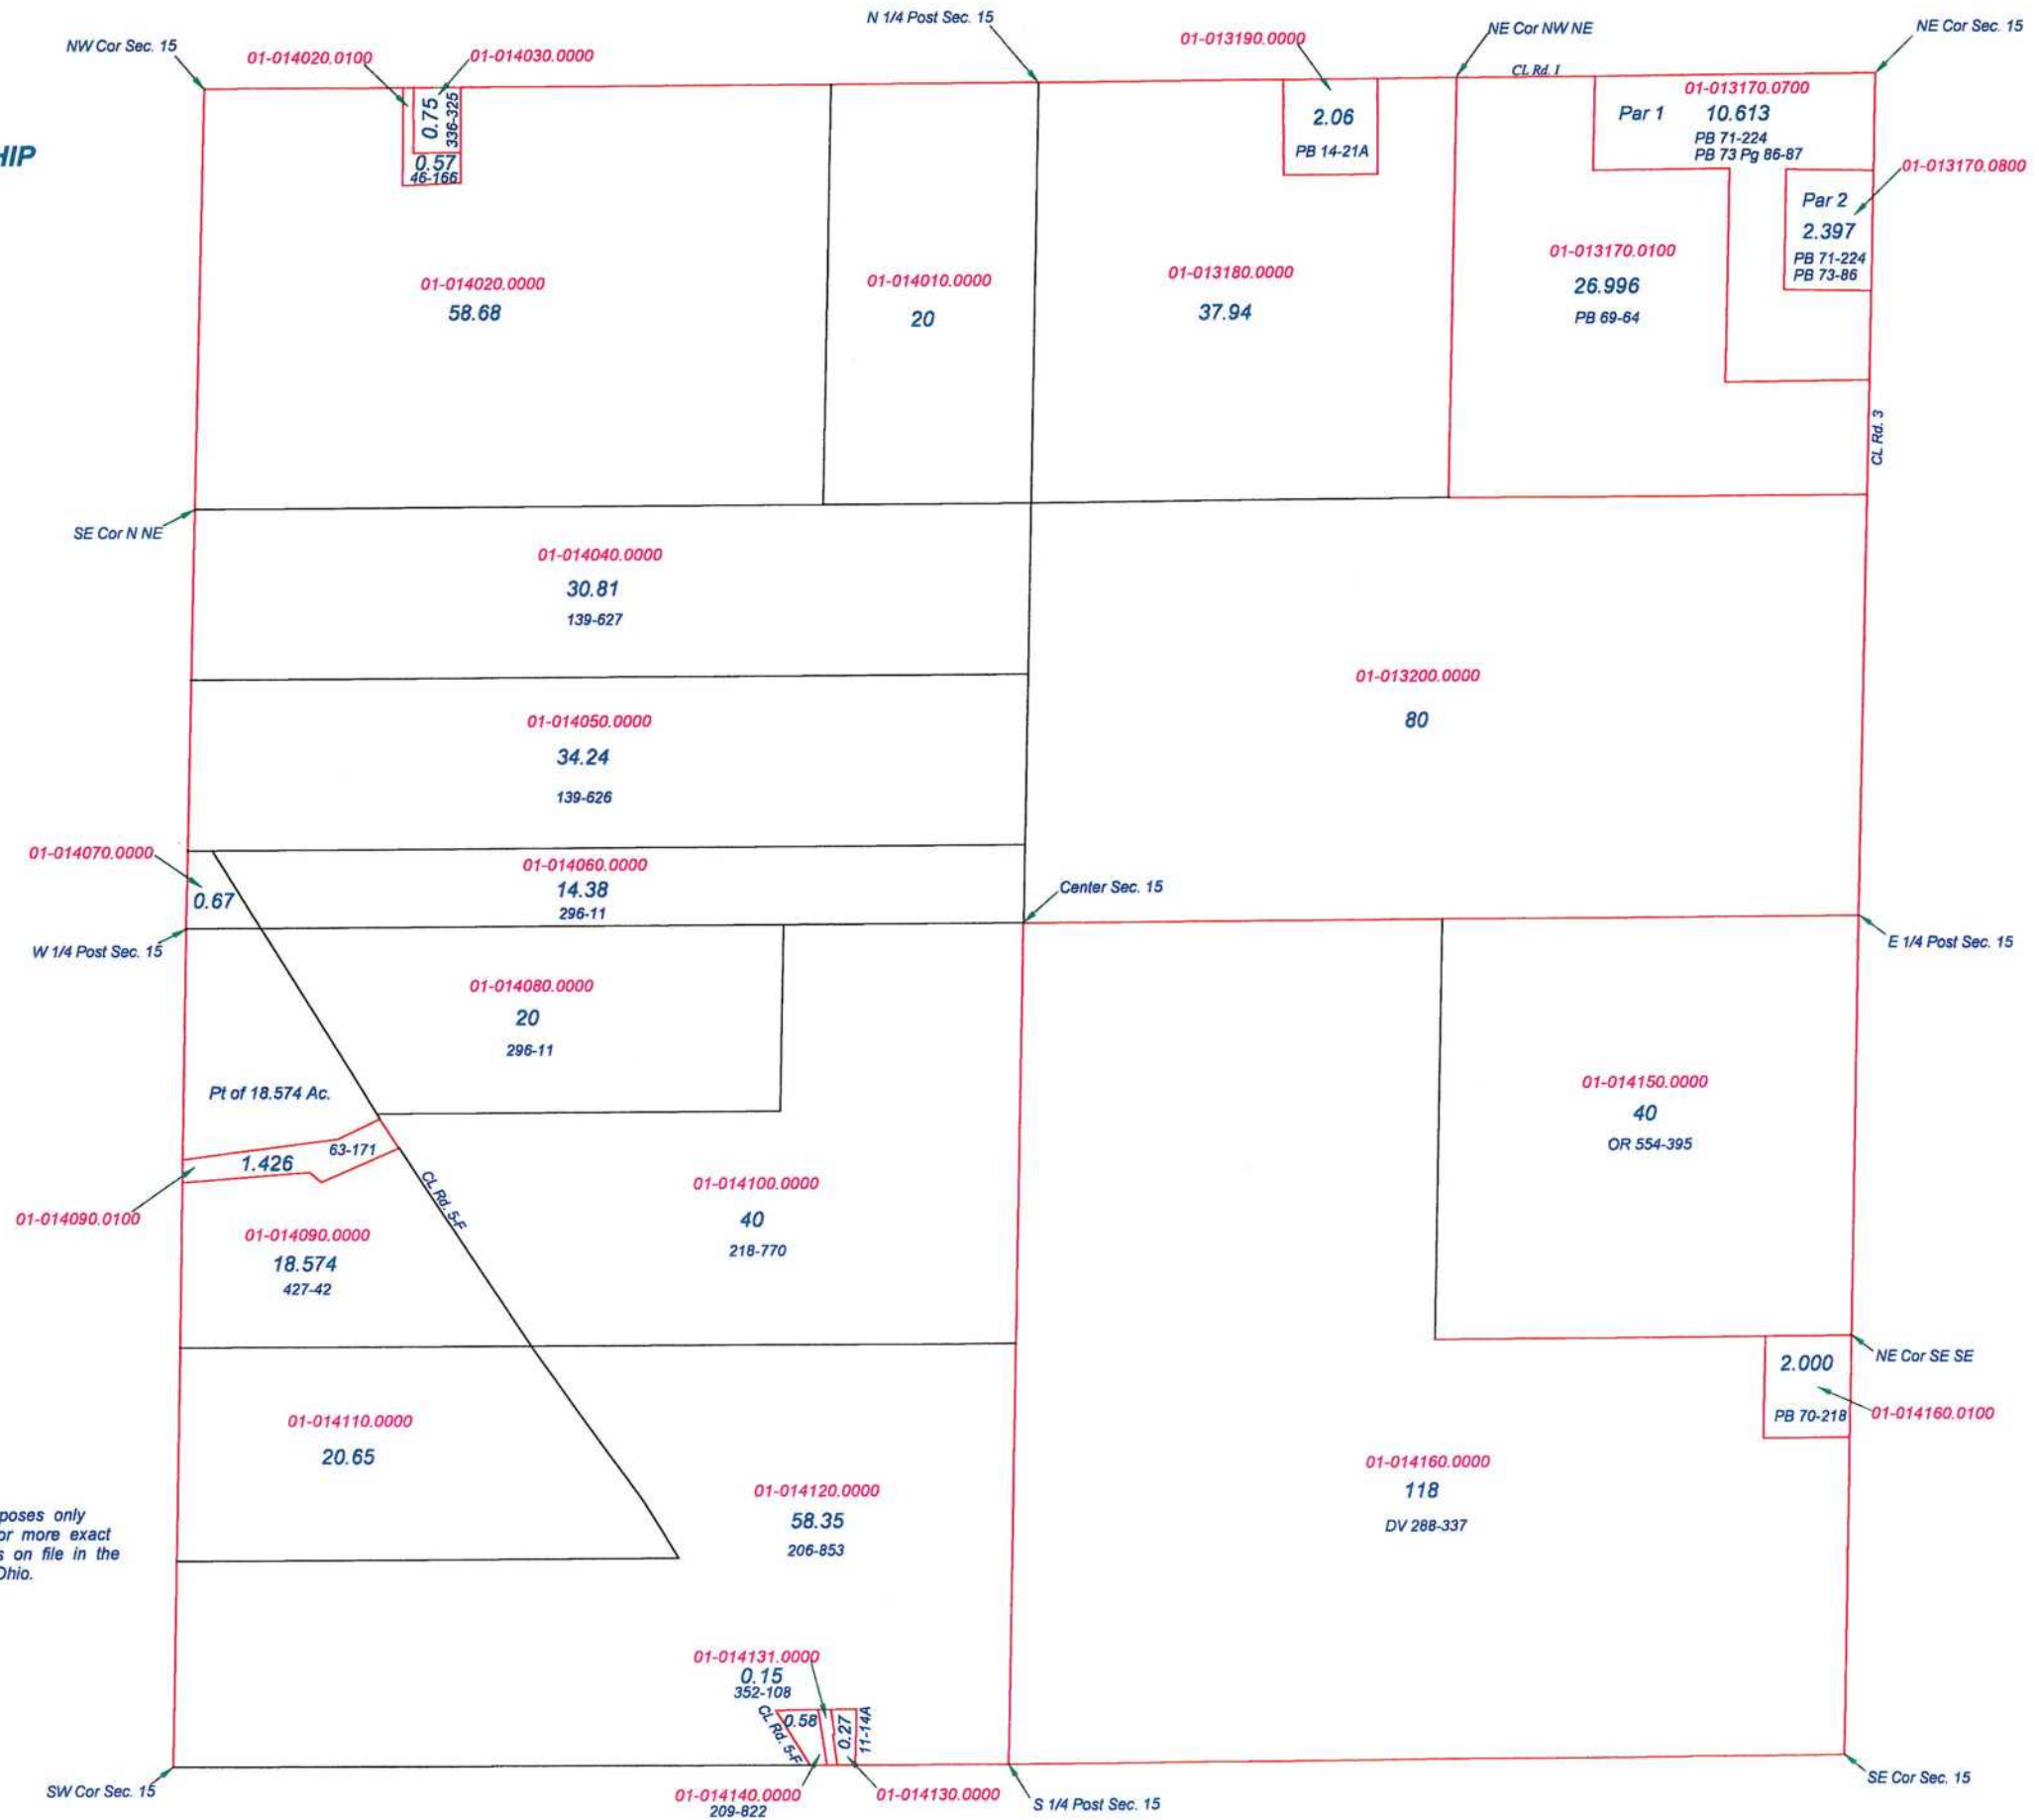 N 1/4 Post Sec. 15
NW Cor Sec. 15
01-014020.0100
01-014030.0000
01-013190.0000
NE Cor NW NE
NE Cor Sec. 15
CL Rd. I
HIP
0.75
336-325
0.57
46-166
2.06
PB 14-21A
01-013170.0700
Par 1 10.613
PB 71-224
PB 73 Pg 86-87
01-013170.0800
Par 2
2.397
PB 71-224
PB 73-86
01-014020.0000
58.68
01-014010.0000
20
01-013180.0000
37.94
01-013170.0100
26.996
PB 69-64
CL Rd. 3
SE Cor N NE
01-014040.0000
30.81
139-627
01-014050.0000
34.24
139-626
01-013200.0000
80
01-014070.0000
0.67
01-014060.0000
14.38
296-11
Center Sec. 15
W 1/4 Post Sec. 15
E 1/4 Post Sec. 15
01-014080.0000
20
296-11
Pt of 18.574 Ac.
63-171
1.426
01-014090.0100
CL Rd. 5-F
01-014090.0000
18.574
427-42
01-014100.0000
40
218-770
01-014150.0000
40
OR 554-395
NE Cor SE SE
2.000
PB 70-218
01-014160.0100
01-014110.0000
20.65
01-014120.0000
58.35
206-853
01-014160.0000
118
DV 288-337
poses only
or more exact
s on file in the
Ohio.
01-014131.0000
0.15
352-108
CL Rd. 5-F
0.58
0.27
11-14A
SW Cor Sec. 15
01-014140.0000
209-822
01-014130.0000
S 1/4 Post Sec. 15
SE Cor Sec. 15